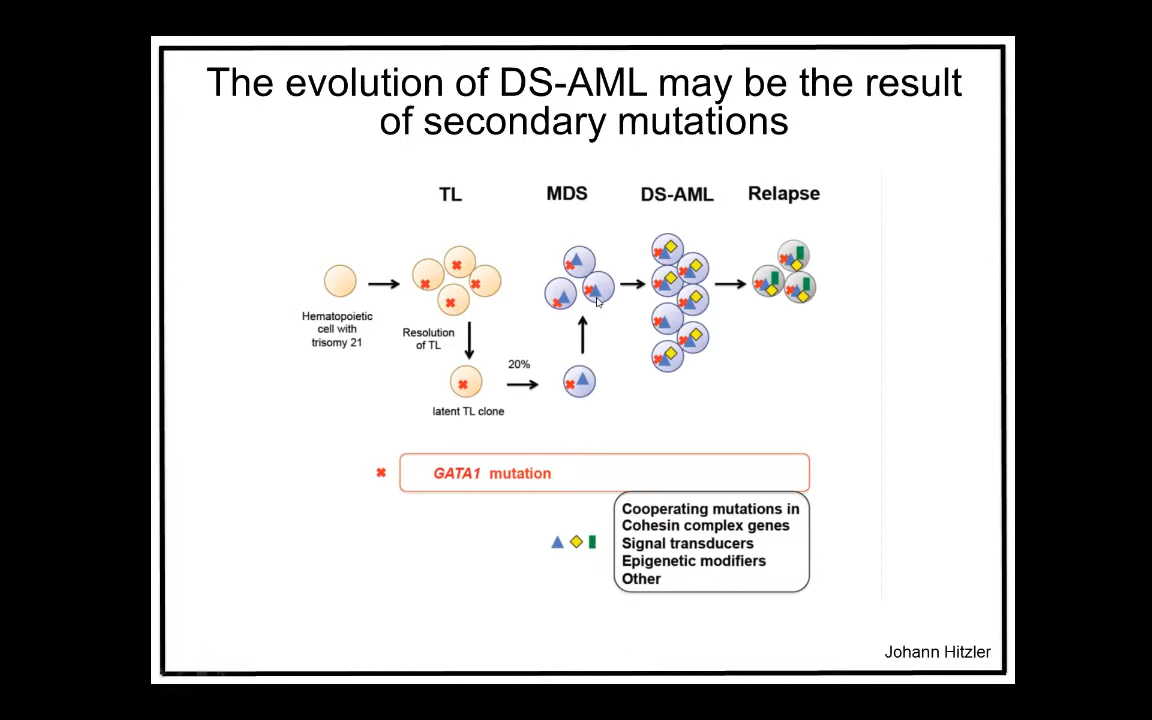 The evolution of DS-AML may be the result
of secondary mutations
TL
MDS
DS-AML
Relapse
Hematopoietic
cell with
trisomy 21
Resolution
of TL
20%
latent TL clone
GATA1 mutation
Cooperating mutations in
Cohesin complex genes
Signal transducers
Epigenetic modifiers
Other
Johann Hitzler